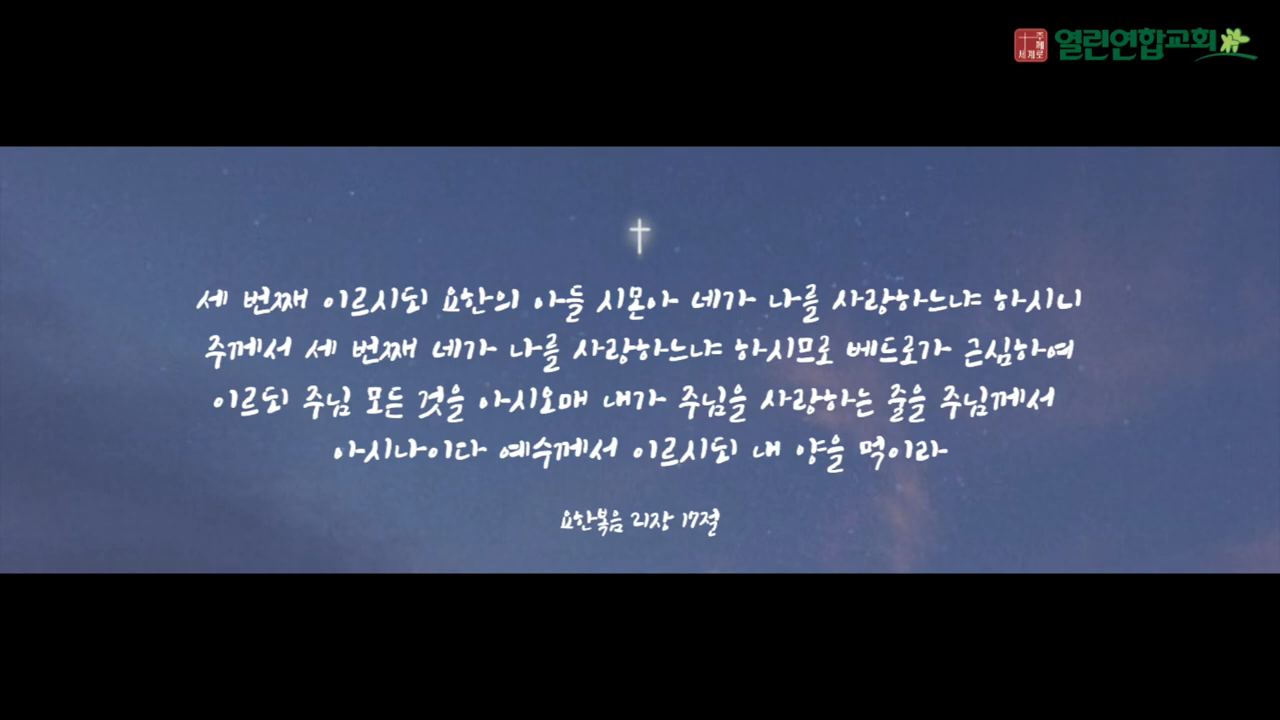 주께 세계로
열린연합교회
세 번째 이르시되 요한의 아들 시몬아 네가 나를 사랑하느냐 하시니
주께서 세 번째 네가 나를 사랑하느냐 하시므로 베드로가 근심하여
이르되 주님 모든 것을 아시오매 내가 주님을 사랑하는 줄을 주님께서
아시나이다 예수께서 이르시되 내 양을 먹이라
요한복음 21장 17절